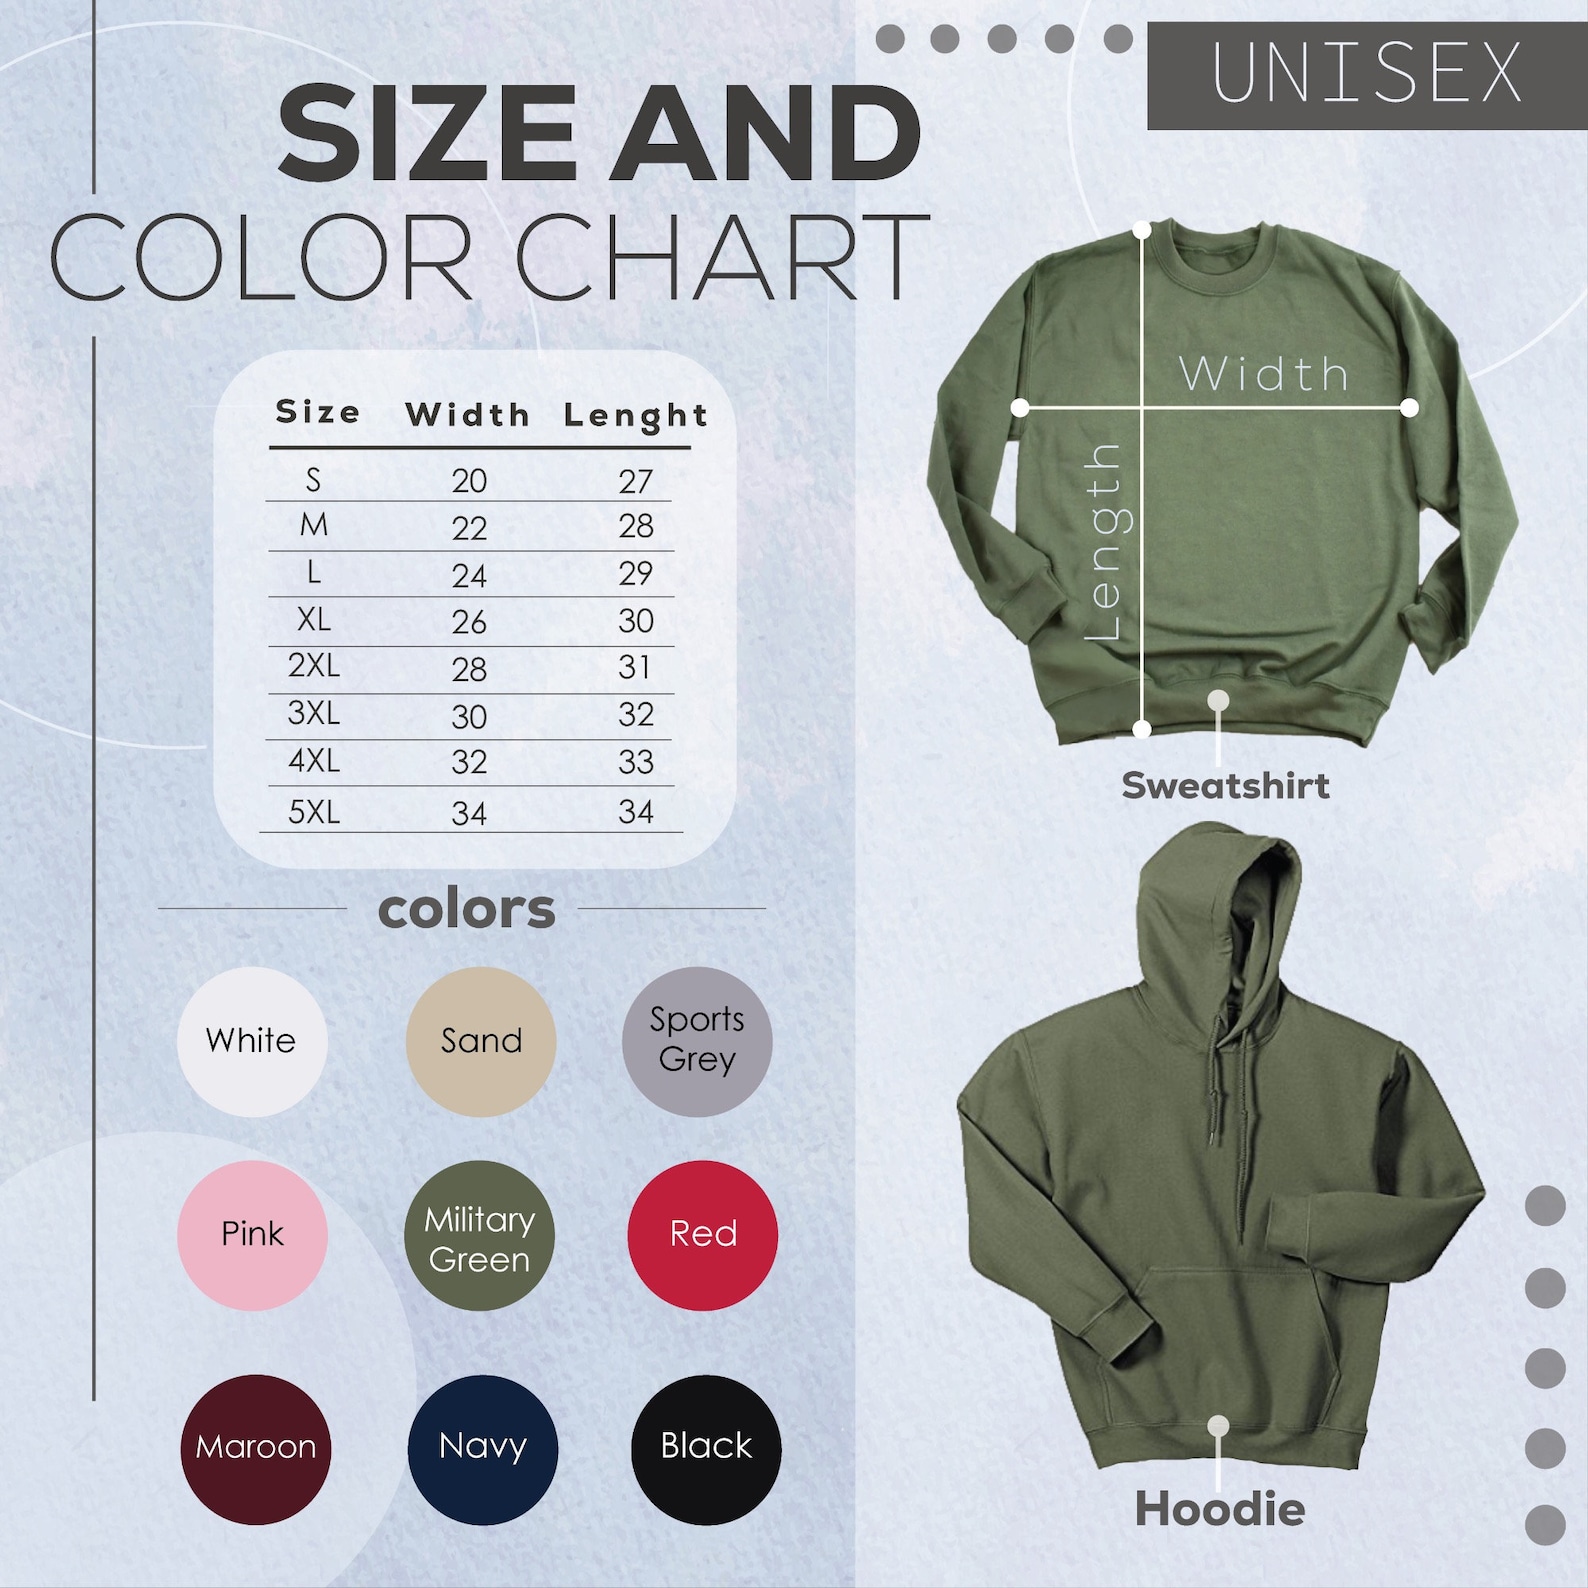 UNISEX
SIZE AND
COLOR CHART
Size Width Lenght
S 20 27
M 22 28
L 24 29
XL 26 30
2XL 28 31
3XL 30 32
4XL 32 33
5XL 34 34
Width
Length
Sweatshirt
colors
White
Sand
Sports
Grey
Pink
Military
Green
Red
Maroon
Navy
Black
Hoodie